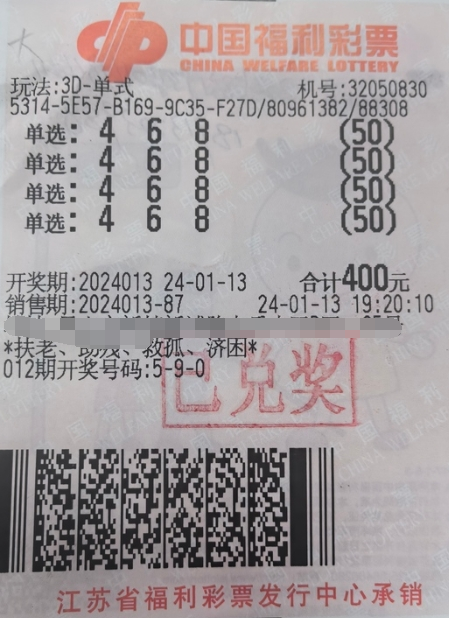 大
中国福利彩票
CHINA WELFARE LOTTERY
玩法:3D-单式 机号:32050830
5314-5E57-B169-9C35-F27D/80961382/88308
单选: 4 6 8 (50)
单选: 4 6 8 (50)
单选: 4 6 8 (50)
单选: 4 6 8 (50)
开奖期:2024013 24-01-13 合计400元
销售期:2024013-87 24-01-13 19:20:10
*扶老、助残、救孤、济困*
012期开奖号码:5-9-0
已兑奖
江苏省福利彩票发行中心承销